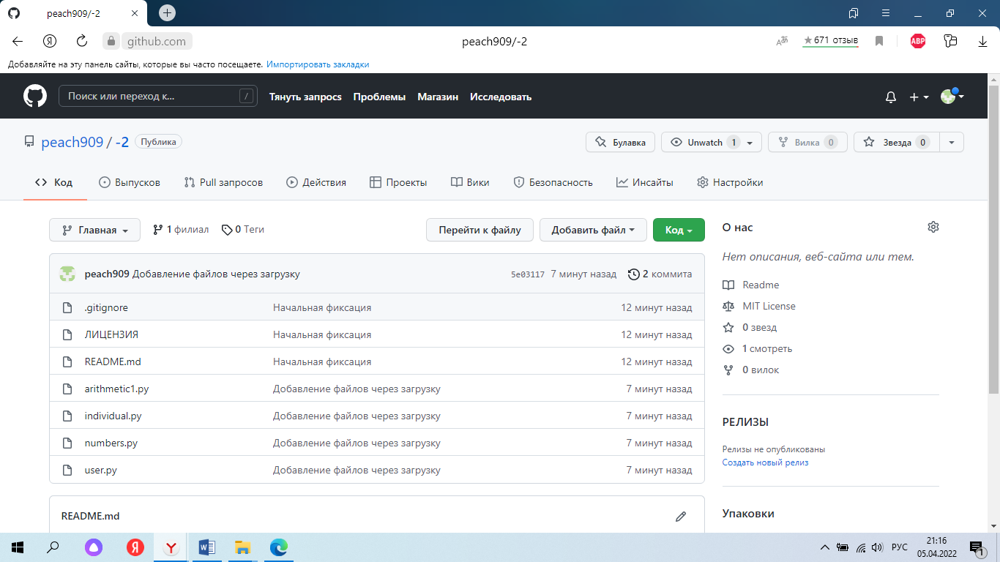 peach909/-2
github.com
peach909/-2
671 отзыв
ABP
Добавляйте на эту панель сайты, которые вы часто посещаете. Импортировать закладки
Поиск или переход к... /
Тянуть запрос Проблемы Магазин Исследовать
peach909 / -2 Публика
Булавка Unwatch 1 Вилка 0 Звезда 0
Код Выпусков Pull запросов Действия Проекты Вики Безопасность Инсайты Настройки
Главная 1 филиал 0 Теги Перейти к файлу Добавить файл Код
peach909 Добавление файлов через загрузку 5e03117 7 минут назад 2 коммита
.gitignore Начальная фиксация 12 минут назад
ЛИЦЕНЗИЯ Начальная фиксация 12 минут назад
README.md Начальная фиксация 12 минут назад
arithmetic1.py Добавление файлов через загрузку 7 минут назад
individual.py Добавление файлов через загрузку 7 минут назад
numbers.py Добавление файлов через загрузку 7 минут назад
user.py Добавление файлов через загрузку 7 минут назад
README.md
О нас
Нет описания, веб-сайта или тем.
Readme
MIT License
0 звезд
1 смотреть
0 вилок
РЕЛИЗЫ
Релизы не опубликованы
Создать новый релиз
Упаковки
РУС
21:16
05.04.2022
1